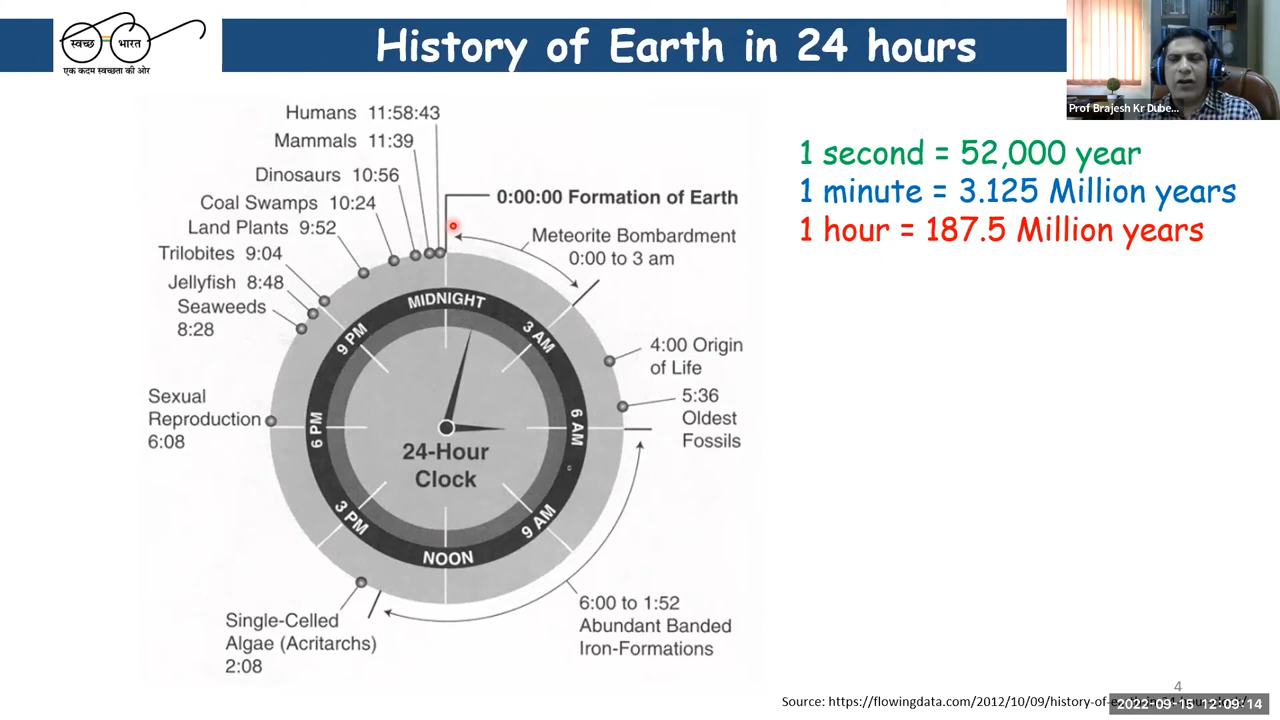 स्वच्छ भारत
एक कदम स्वच्छता की ओर
History of Earth in 24 hours
Prof Brajesh Kr Dube...
Humans 11:58:43
Mammals 11:39
Dinosaurs 10:56
Coal Swamps 10:24
Land Plants 9:52
Trilobites 9:04
Jellyfish 8:48
Seaweeds
8:28
Sexual
Reproduction
6:08
Single-Celled
Algae (Acritarchs)
2:08
0:00:00 Formation of Earth
Meteorite Bombardment
0:00 to 3 am
4:00 Origin
of Life
5:36
Oldest
Fossils
6:00 to 1:52
Abundant Banded
Iron-Formations
MIDNIGHT
3 AM
6 AM
9 AM
NOON
3 PM
6 PM
9 PM
24-Hour
Clock
1 second = 52,000 year
1 minute = 3.125 Million years
1 hour = 187.5 Million years
4
Source: https://flowingdata.com/2012/10/09/history-of-
2022-09-15 12:09:14